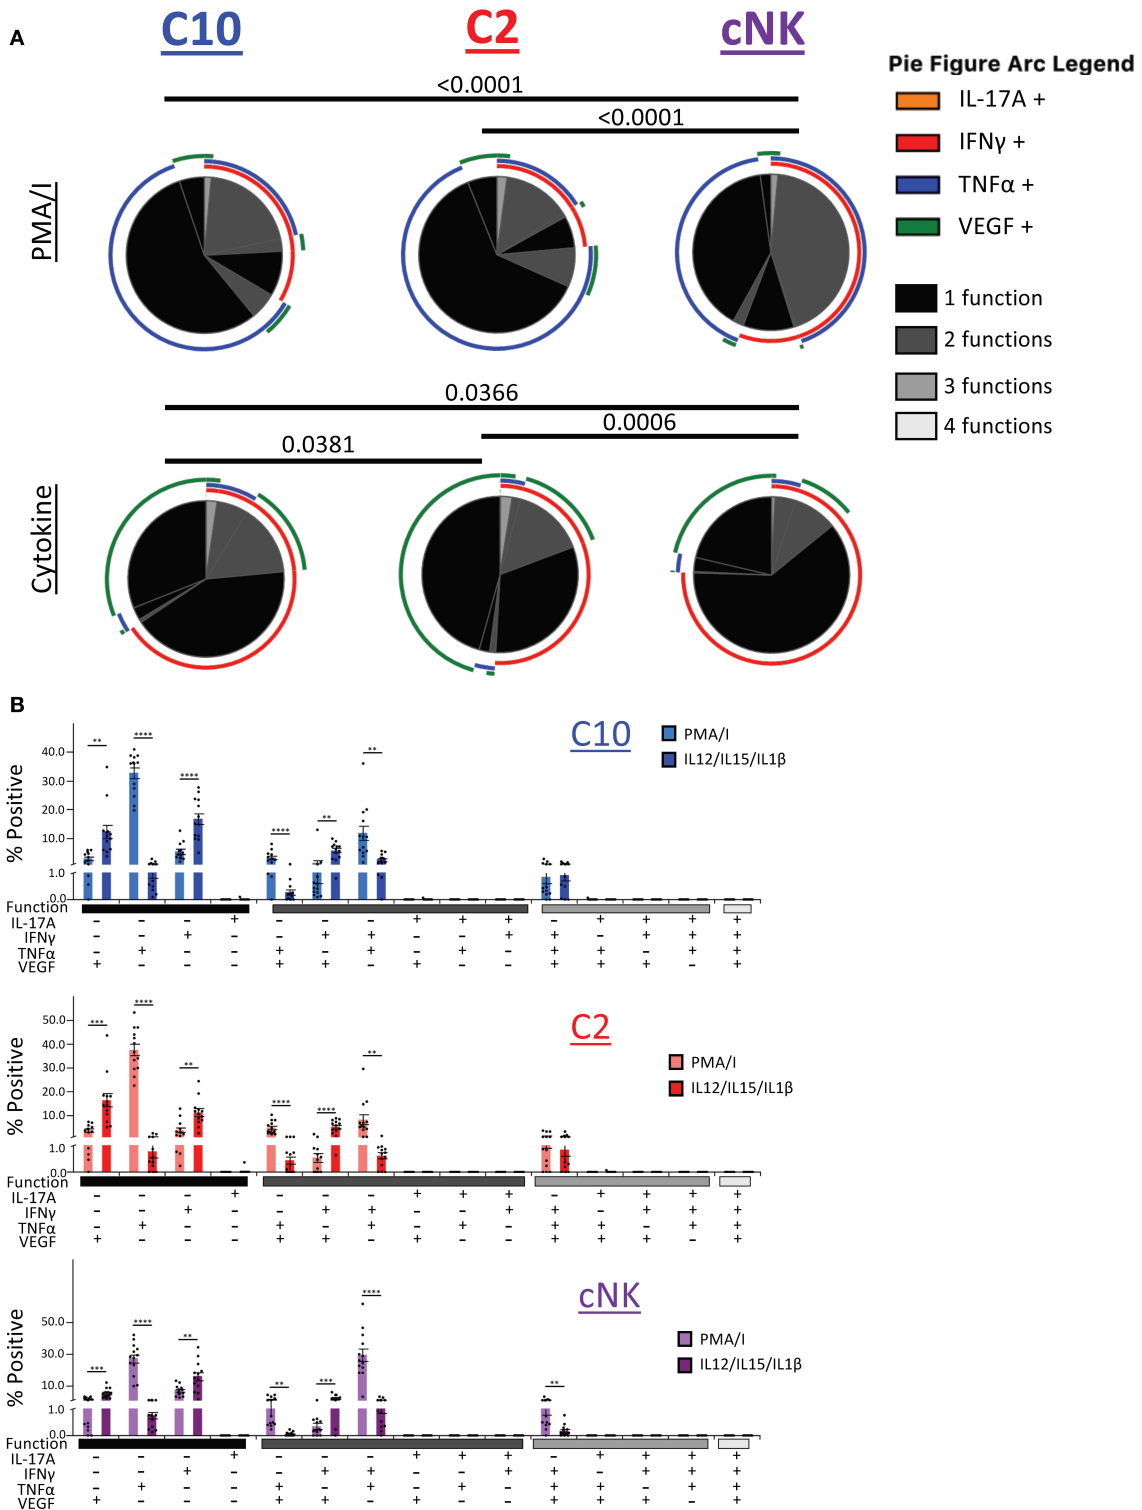 A
C10 C2 cNK
Pie Figure Arc Legend
<0.0001
<0.0001
IL-17A +
IFNγ +
TNFα +
VEGF +
PMA/I
1 function
2 functions
3 functions
4 functions
0.0366
0.0006
0.0381
Cytokine
B
C10
PMA/I
IL12/IL15/IL1β
% Positive
40.0
30.0
20.0
10.0
1.0
0.0
** **** **** **** ** **
Function
IL-17A - - - + - - - + + + - + + + +
IFNγ - - + - - + + - - + + - + + +
TNFα - + - - + - + - + - + + - + +
VEGF + - - - + + - + - - + + + - +
C2
PMA/I
IL12/IL15/IL1β
% Positive
50.0
40.0
30.0
20.0
10.0
1.0
0.0
*** **** ** **** **** **
Function
IL-17A - - - + - - - + + + - + + + +
IFNγ - - + - - + + - - + + - + + +
TNFα - + - - + - + - + - + + - + +
VEGF + - - - + + - + - - + + + - +
cNK
PMA/I
IL12/IL15/IL1β
% Positive
50.0
30.0
10.0
1.0
0.0
*** **** ** ** *** **** **
Function
IL-17A - - - + - - - + + + - + + + +
IFNγ - - + - - + + - - + + - + + +
TNFα - + - - + - + - + - + + - + +
VEGF + - - - + + - + - - + + + - +